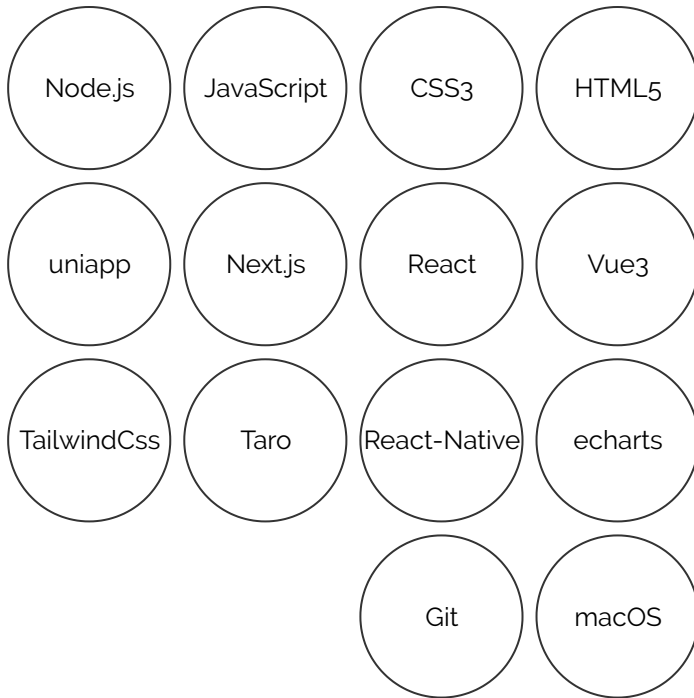 Node.js
JavaScript
CSS3
HTML5
uniapp
Next.js
React
Vue3
TailwindCss
Taro
React-Native
echarts
Git
macOS